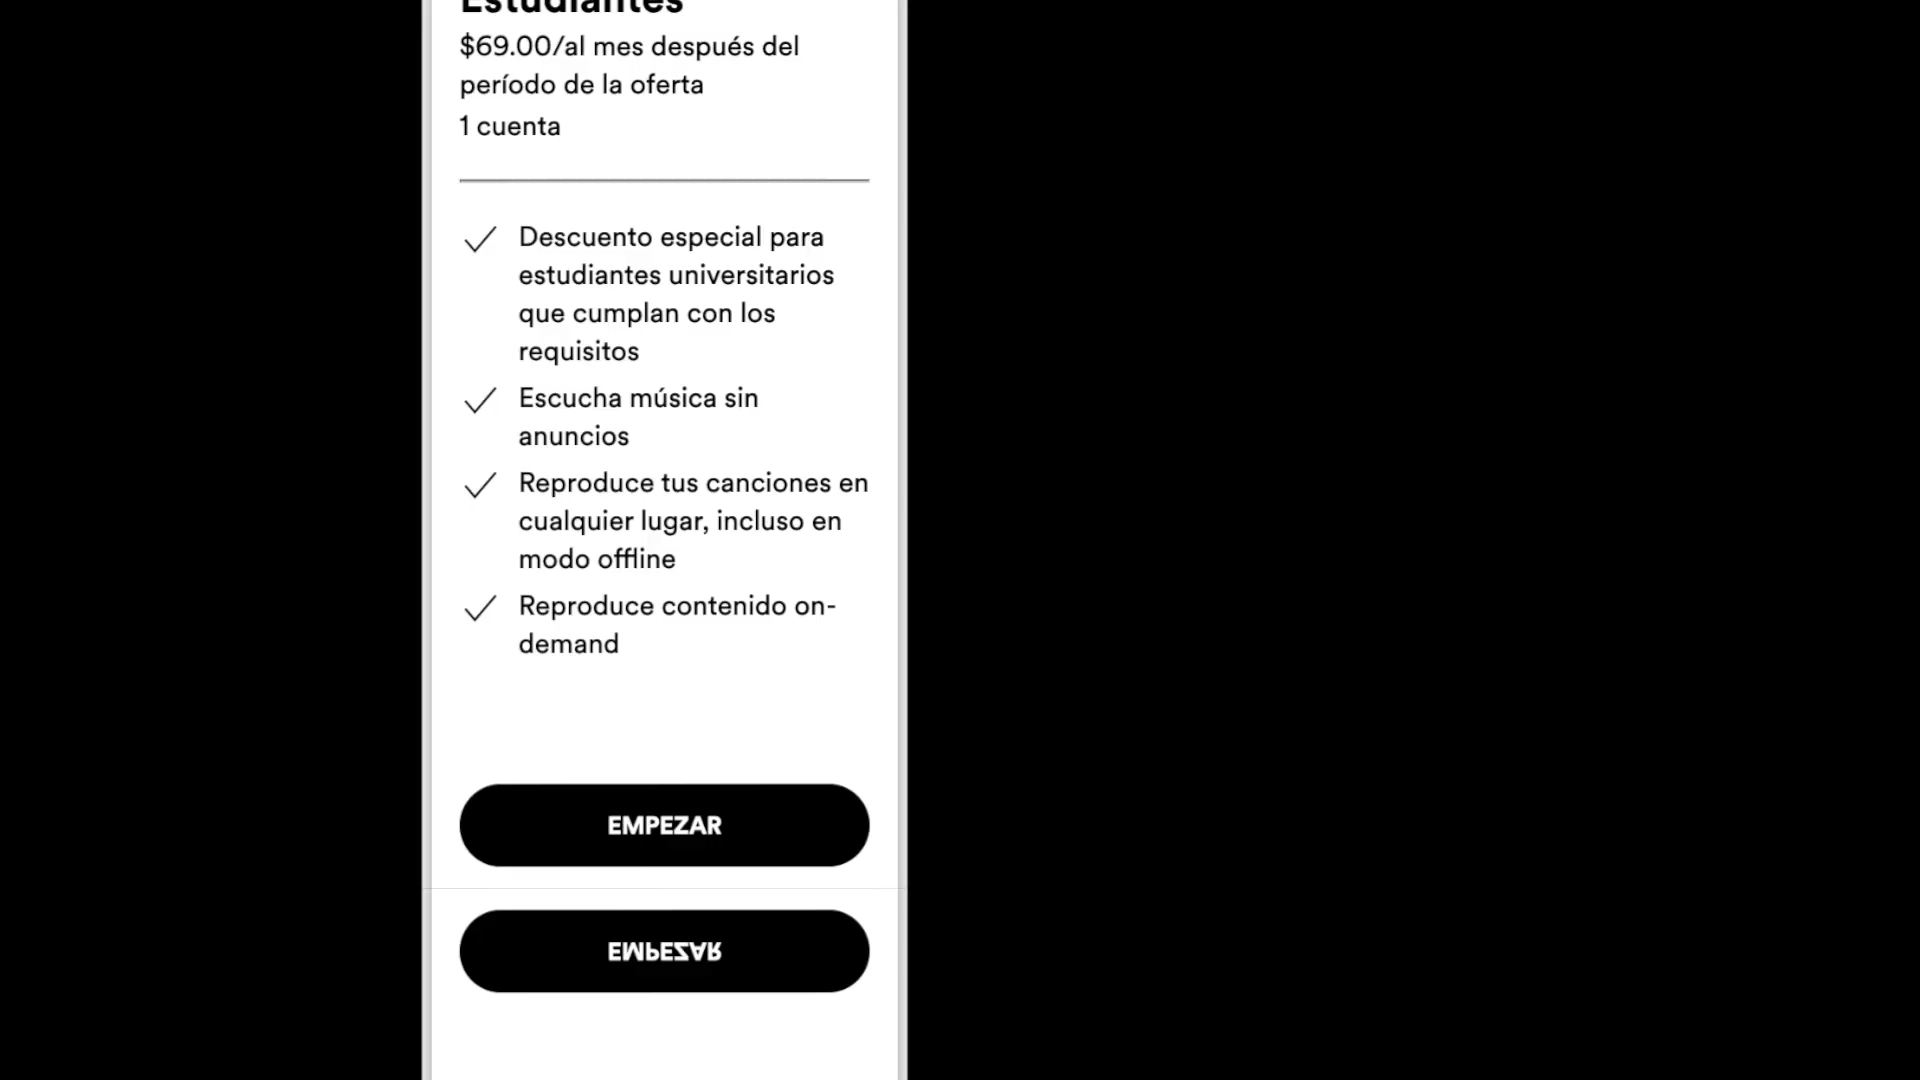 Estudiantes
$69.00/al mes después del
período de la oferta
1 cuenta
Descuento especial para
estudiantes universitarios
que cumplan con los
requisitos
Escucha música sin
anuncios
Reproduce tus canciones en
cualquier lugar, incluso en
modo offline
Reproduce contenido on-
demand
EMPEZAR
EMPEZAR